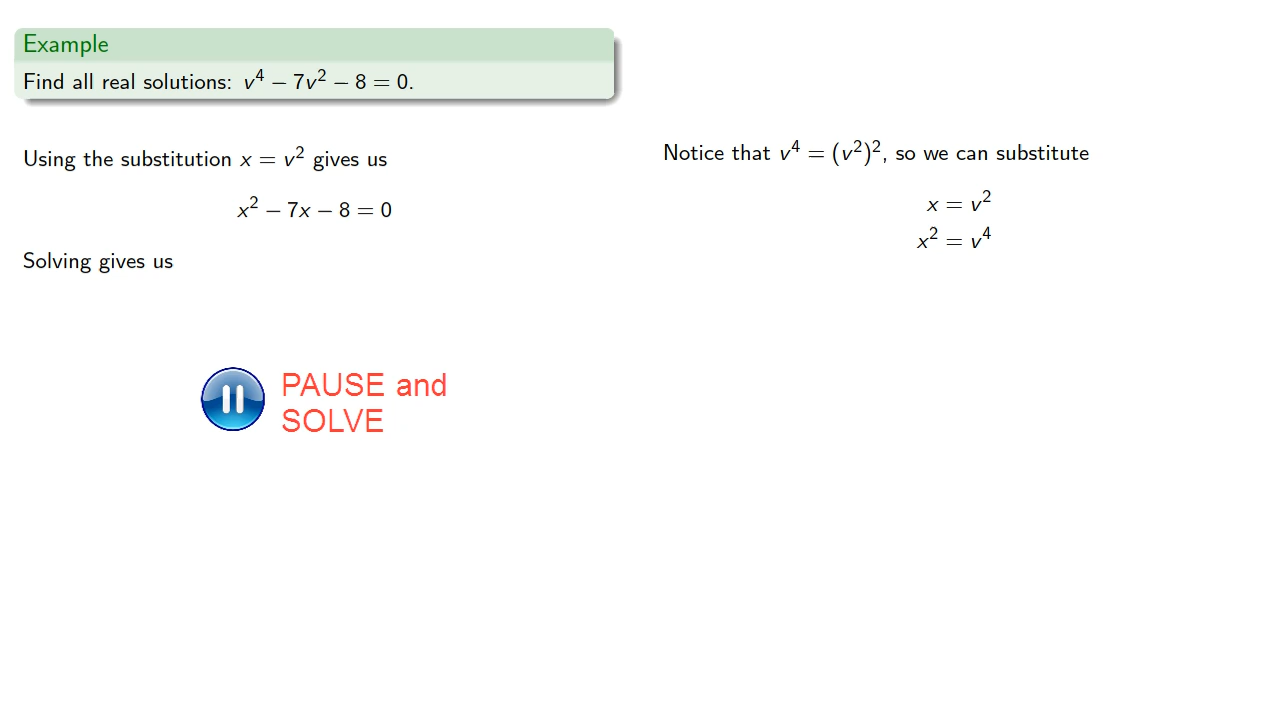 Example
Find all real solutions: v⁴ − 7v² − 8 = 0.
Using the substitution x = v² gives us
x² − 7x − 8 = 0
Solving gives us
PAUSE and
SOLVE
Notice that v⁴ = (v²)², so we can substitute
x = v²
x² = v⁴